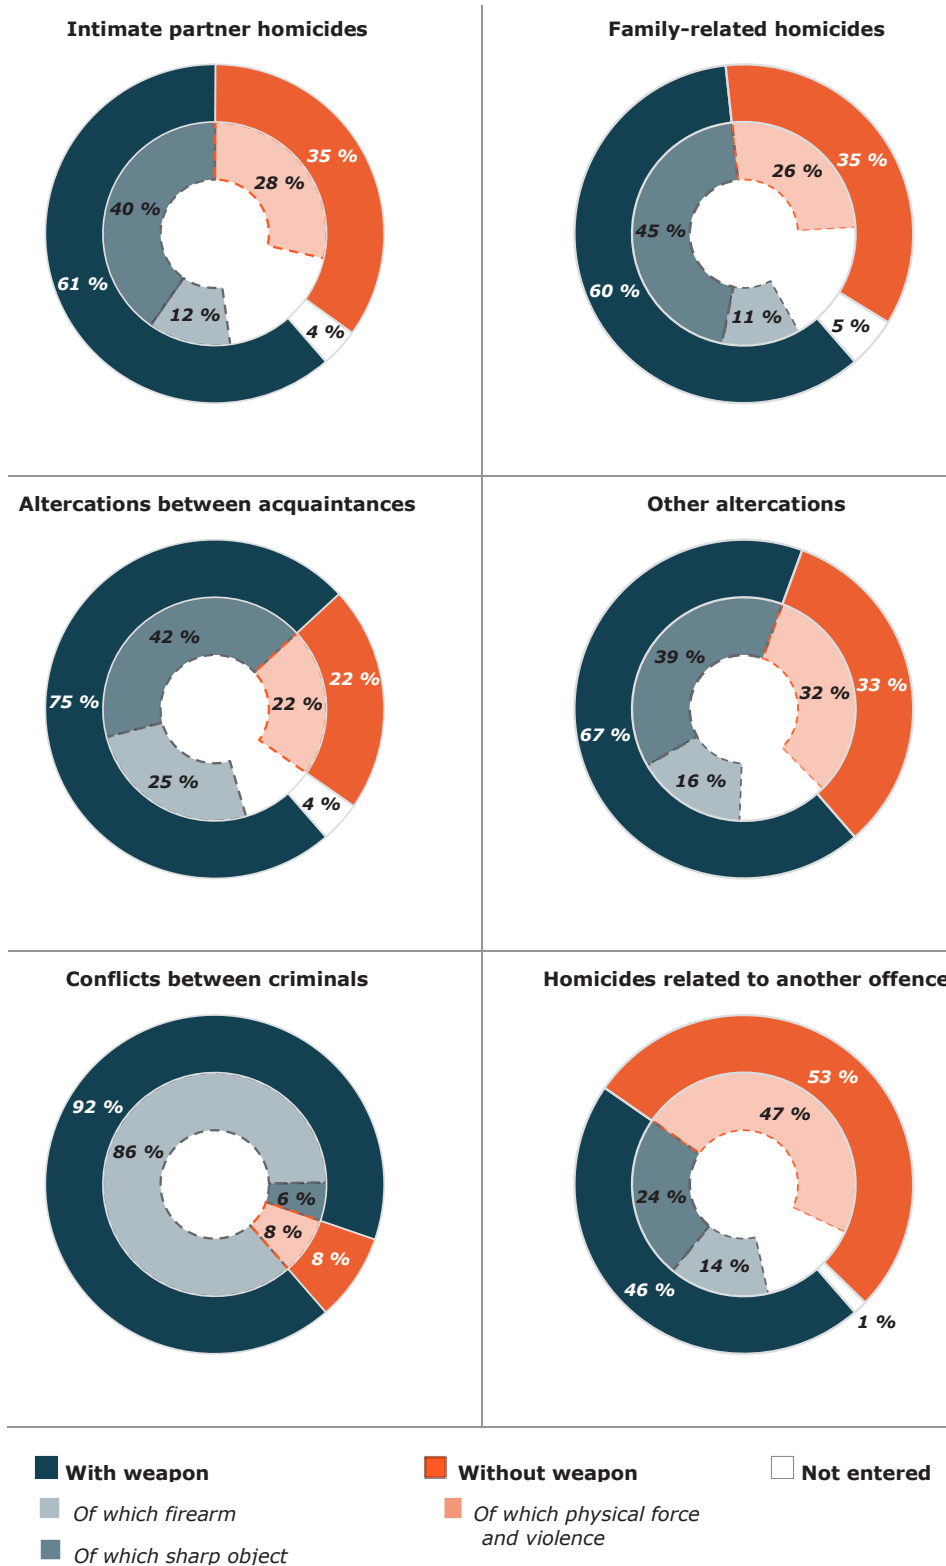 Intimate partner homicides
35 %
28 %
40 %
61 %
12 %
4 %
Family-related homicides
35 %
26 %
45 %
60 %
11 %
5 %
Altercations between acquaintances
42 %
22 %
22 %
75 %
25 %
4 %
Other altercations
39 %
32 %
33 %
67 %
16 %
Conflicts between criminals
92 %
86 %
6 %
8 %
8 %
Homicides related to another offence
53 %
47 %
24 %
14 %
46 %
1 %
With weapon
Of which firearm
Of which sharp object
Without weapon
Of which physical force
and violence
Not entered